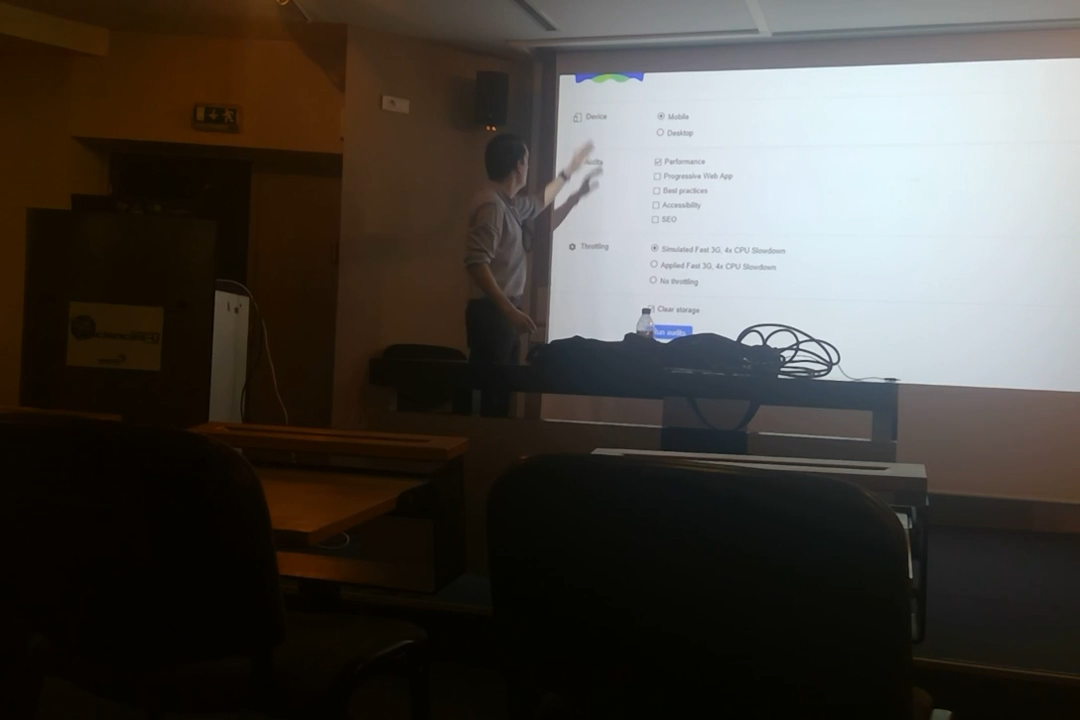 Device
Mobile
Desktop
Audits
Performance
Progressive Web App
Best practices
Accessibility
SEO
Throttling
Simulated Fast 3G, 4x CPU Slowdown
Applied Fast 3G, 4x CPU Slowdown
No throttling
Clear storage
Run audits